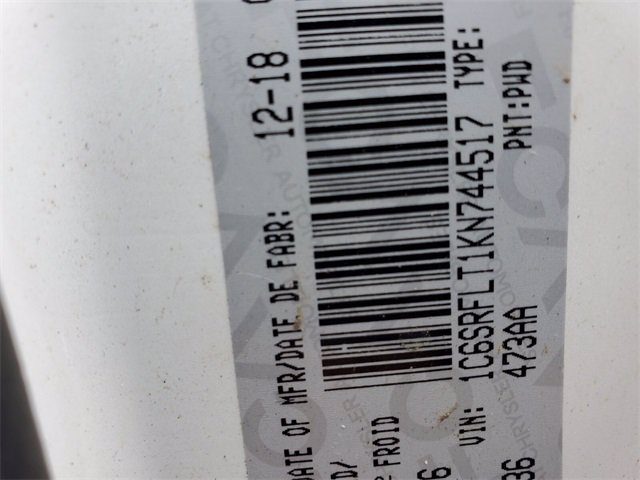 DATE OF MFR/DATE DE FABR: 12-18
FROID
VIN: 1C6SRFLT1KN744517 TYPE:
473AA PNT:PWD